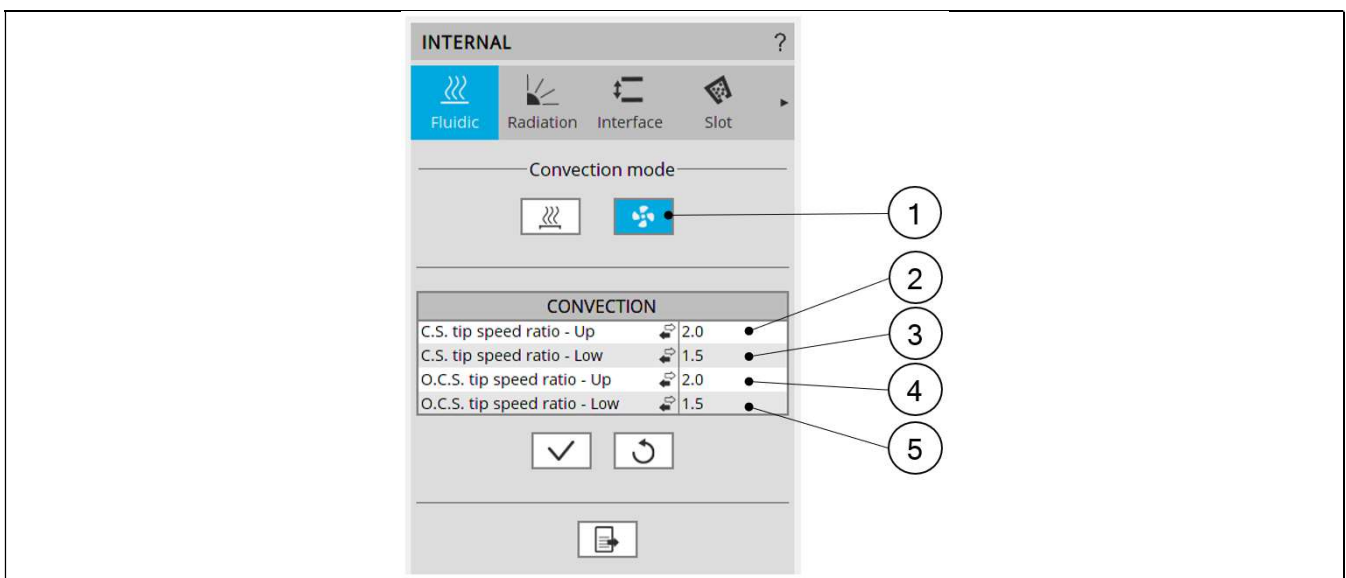 INTERNAL ?
Fluidic Radiation Interface Slot
Convection mode
1
CONVECTION
C.S. tip speed ratio - Up 2.0
2
C.S. tip speed ratio - Low 1.5
3
O.C.S. tip speed ratio - Up 2.0
4
O.C.S. tip speed ratio - Low 1.5
5